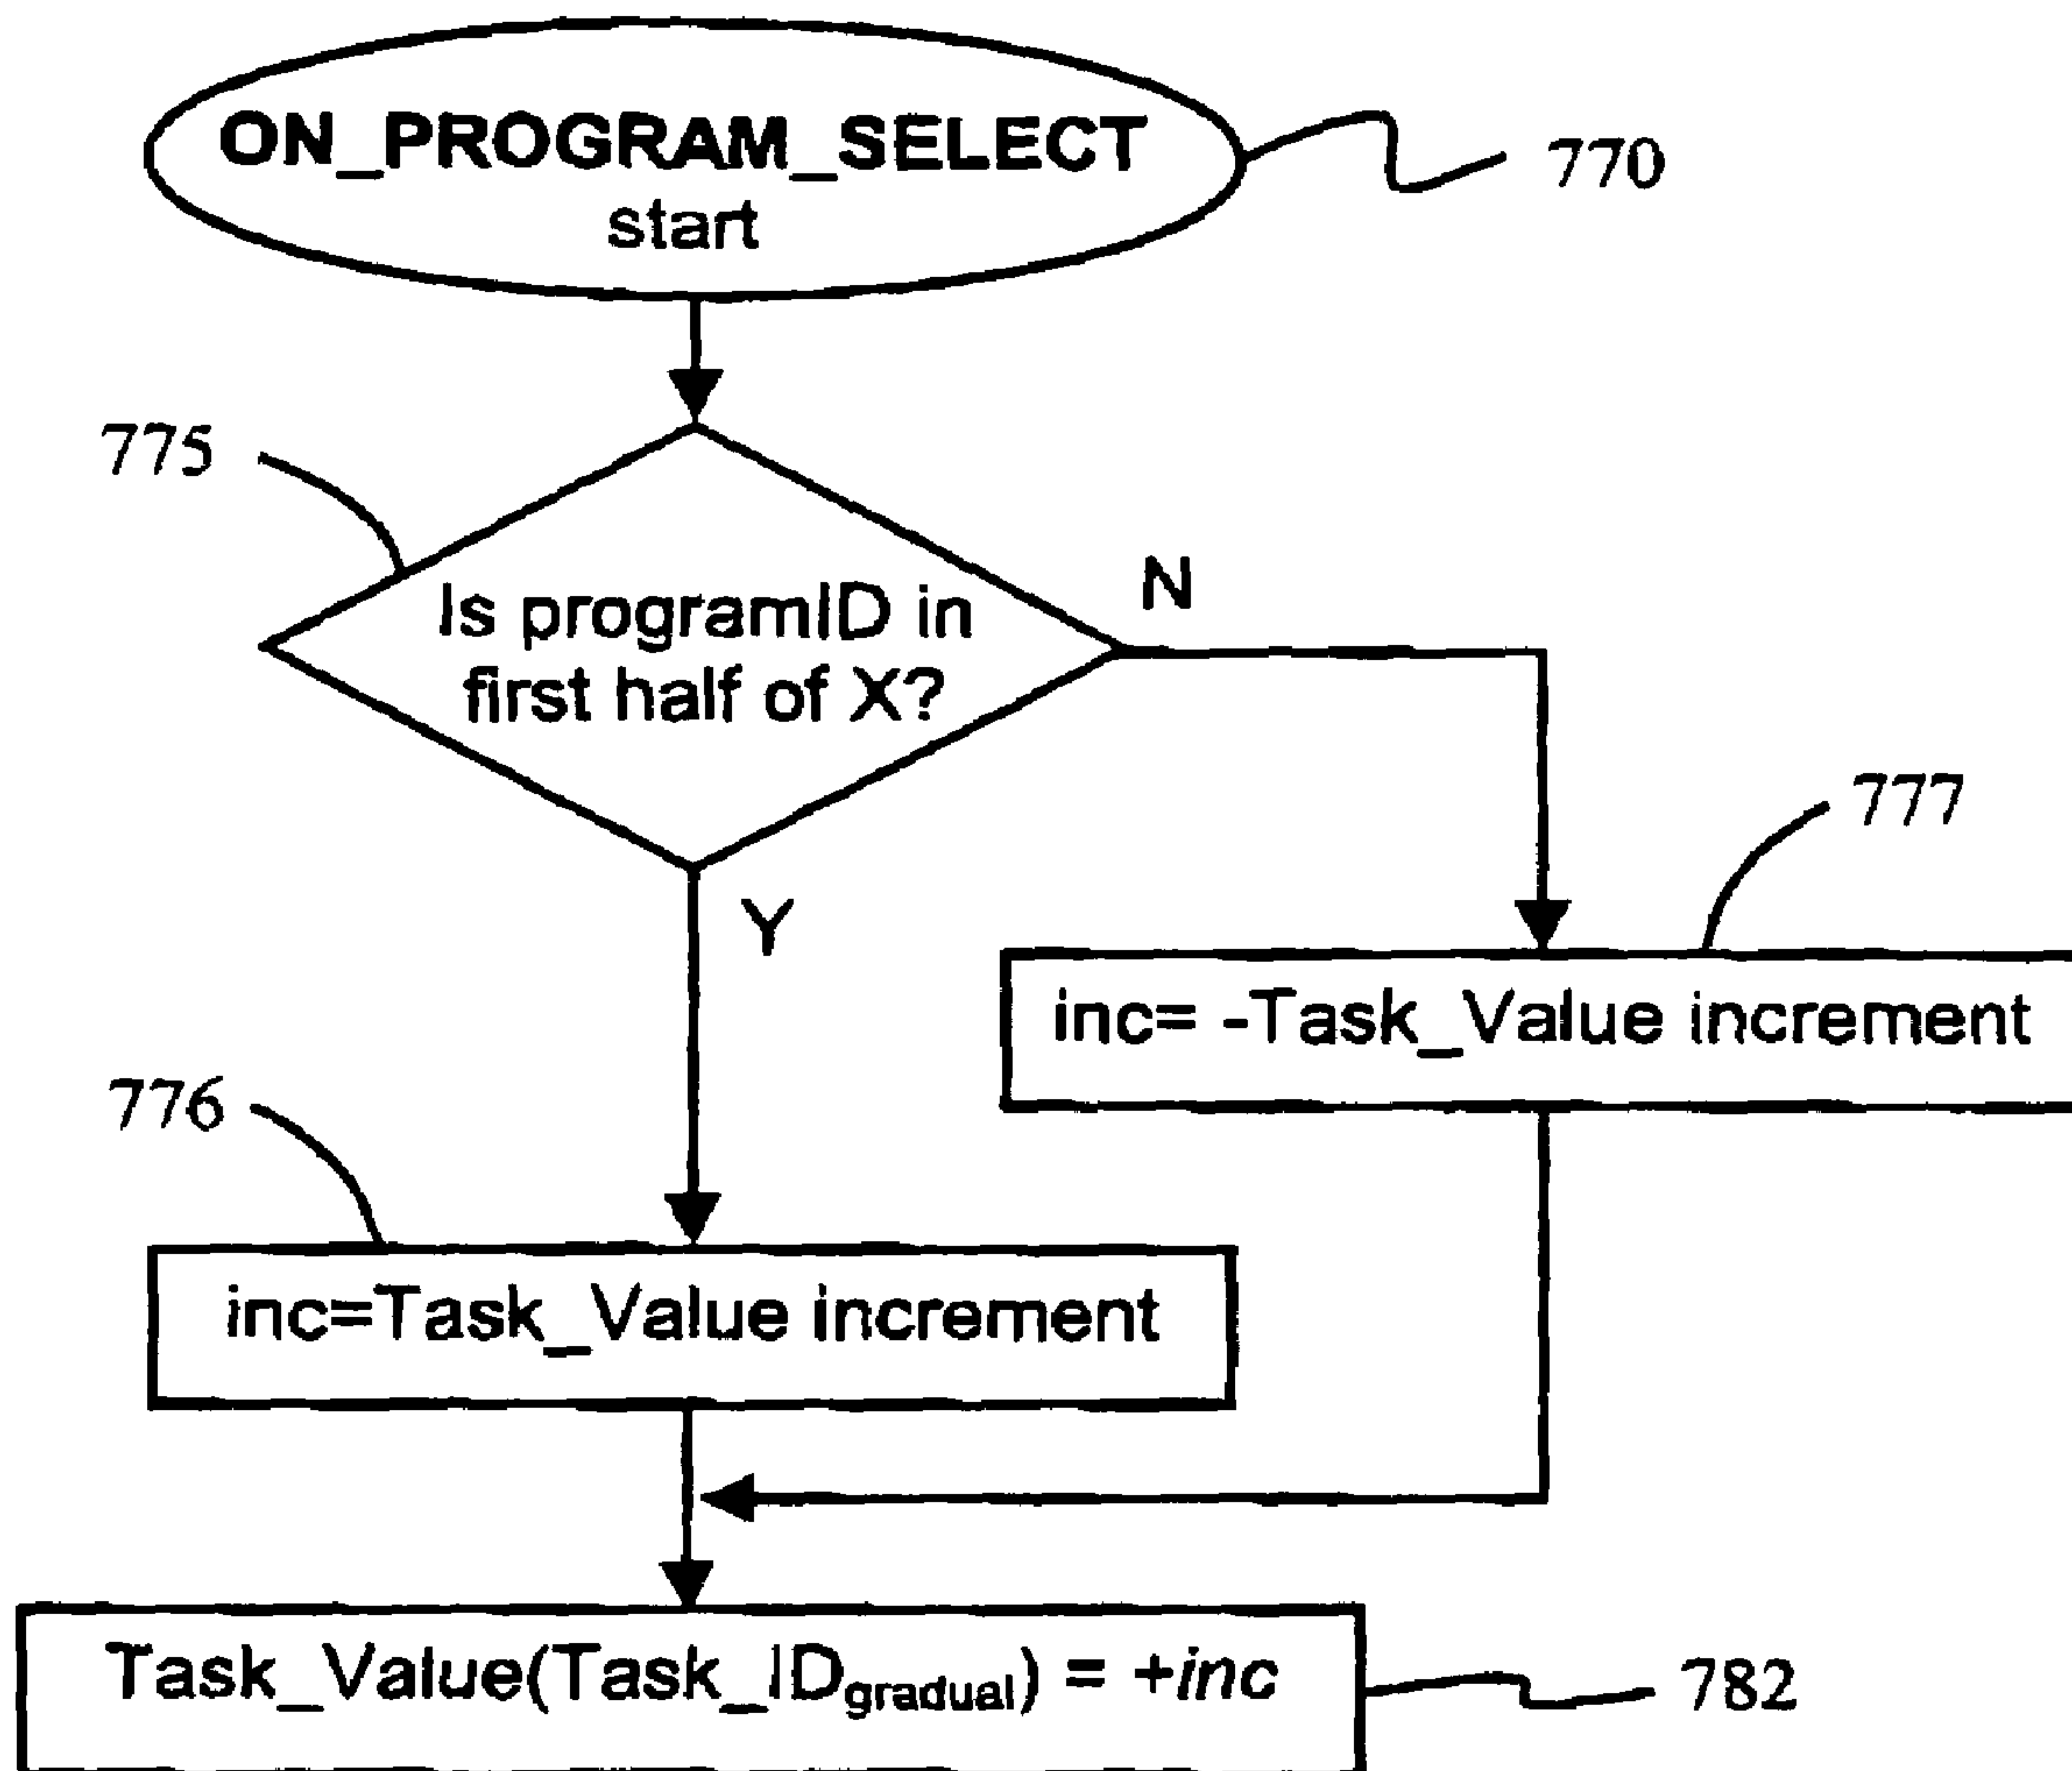 ON_PROGRAM_SELECT
start
770
775
Is programID in
first half of X?
N
Y
777
inc= -Task_Value increment
776
inc=Task_Value increment
Task_Value(Task_ID_gradual) = +inc
782